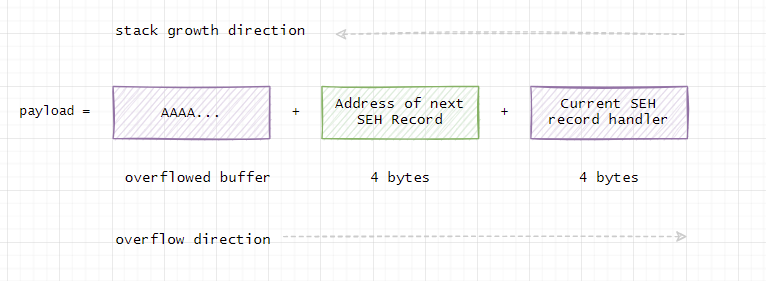 stack growth direction
payload =
AAAA...
+
Address of next
SEH Record
+
Current SEH
record handler
overflowed buffer
4 bytes
4 bytes
overflow direction